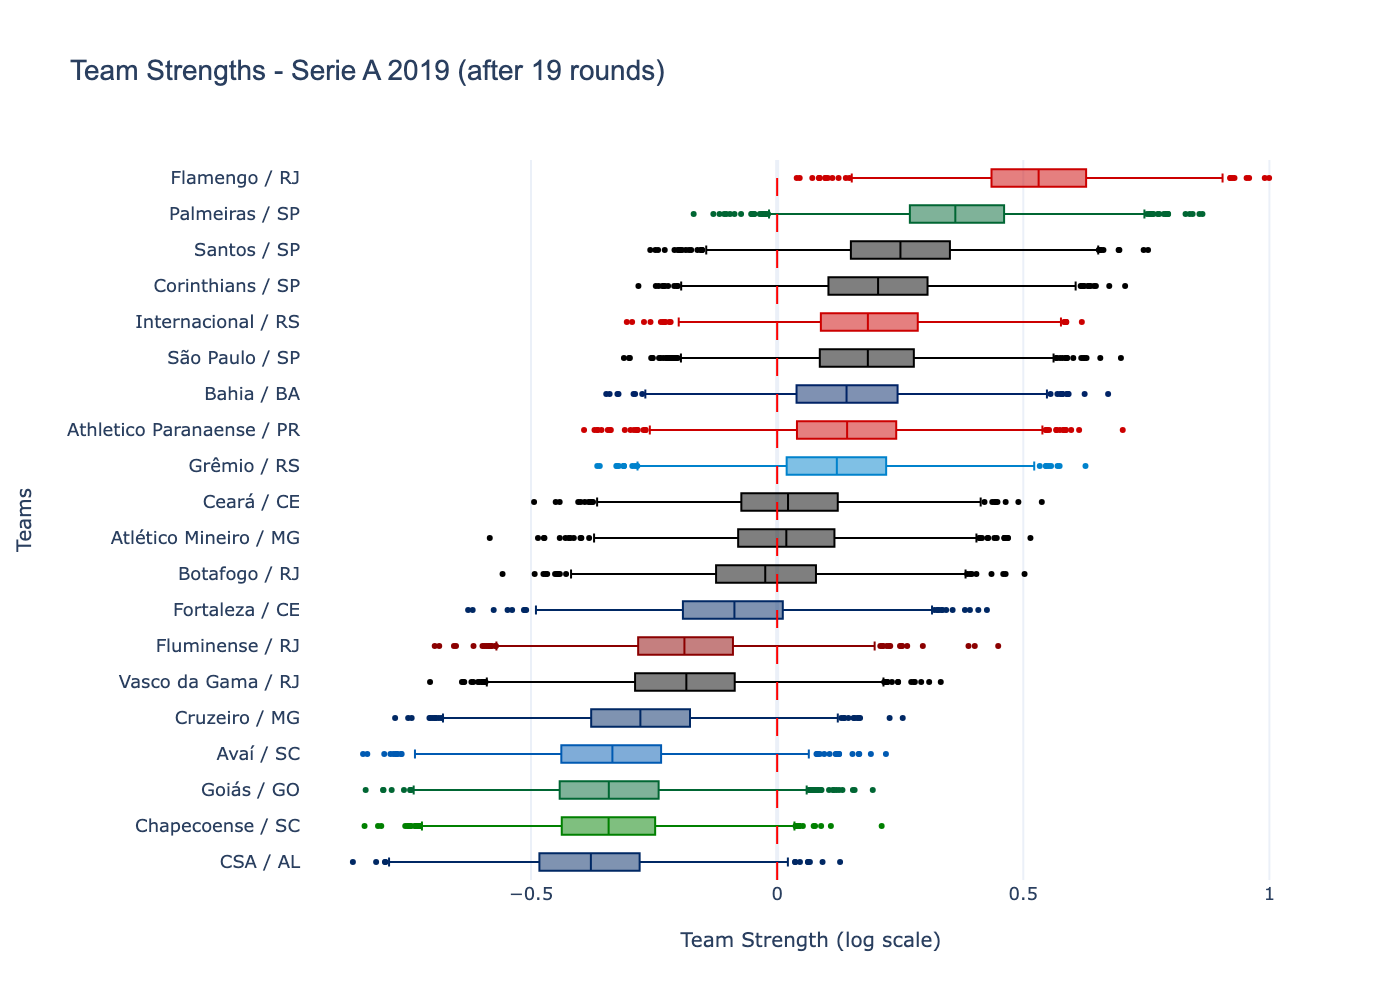 Team Strengths - Serie A 2019 (after 19 rounds)
Teams
Flamengo / RJ
Palmeiras / SP
Santos / SP
Corinthians / SP
Internacional / RS
São Paulo / SP
Bahia / BA
Athletico Paranaense / PR
Grêmio / RS
Ceará / CE
Atlético Mineiro / MG
Botafogo / RJ
Fortaleza / CE
Fluminense / RJ
Vasco da Gama / RJ
Cruzeiro / MG
Avaí / SC
Goiás / GO
Chapecoense / SC
CSA / AL
−0.5 0 0.5 1
Team Strength (log scale)